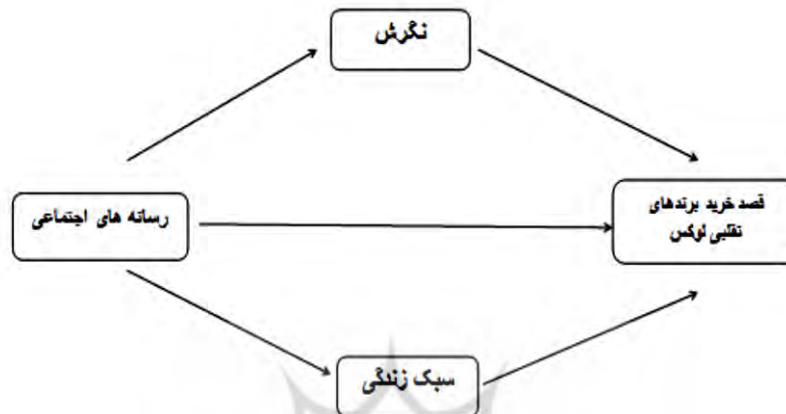 نگرش
رسانه های اجتماعی
قصد خرید برندهای
تقلبی لوکس
سبک زندگی